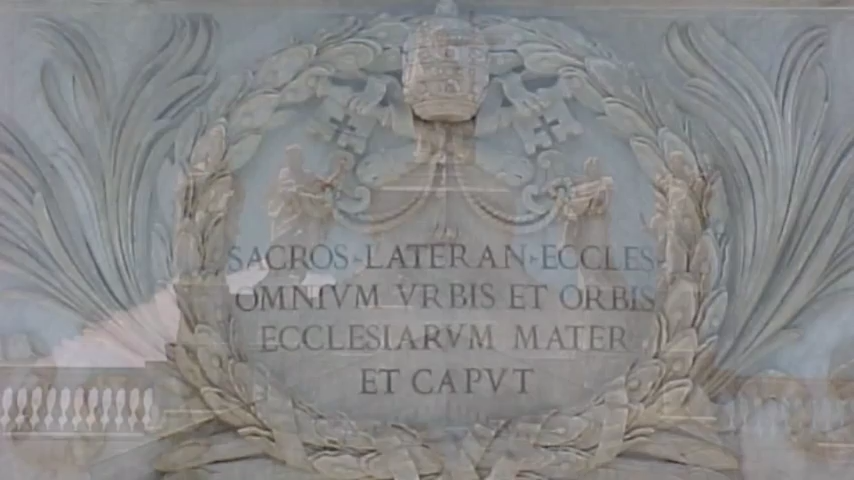 SACROS·LATERAN·ECCLES·
OMNIVM VRBIS ET ORBIS
ECCLESIARVM MATER
ET CAPVT